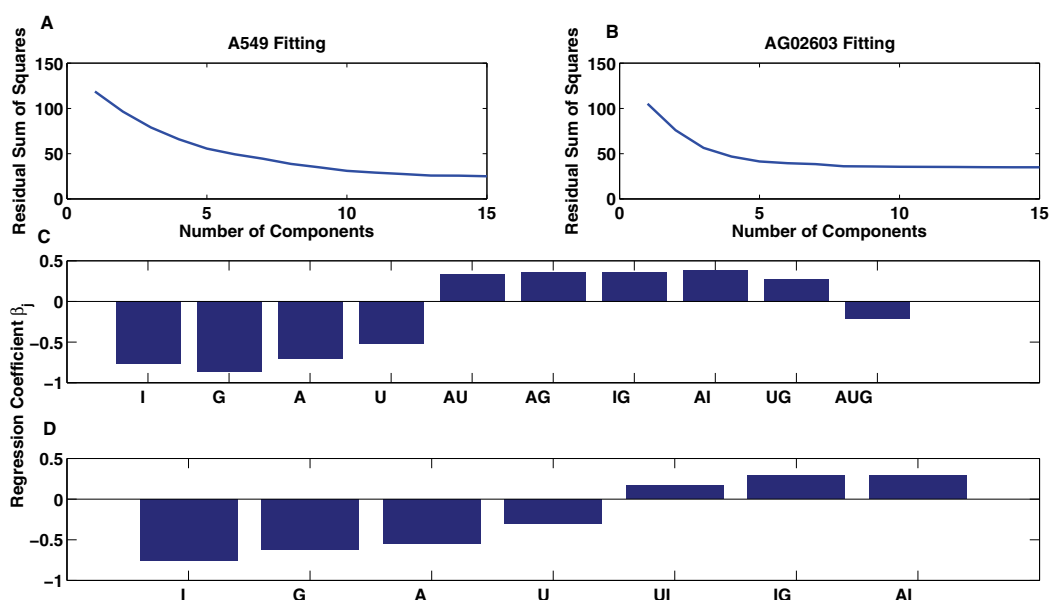 A
A549 Fitting
Residual Sum of Squares
150
100
50
0
0 5 10 15
Number of Components
B
AG02603 Fitting
Residual Sum of Squares
150
100
50
0
0 5 10 15
Number of Components
Regression Coefficient βj
C
0.5
0
−0.5
−1
I G A U AU AG IG AI UG AUG
D
0.5
0
−0.5
−1
I G A U UI IG AI